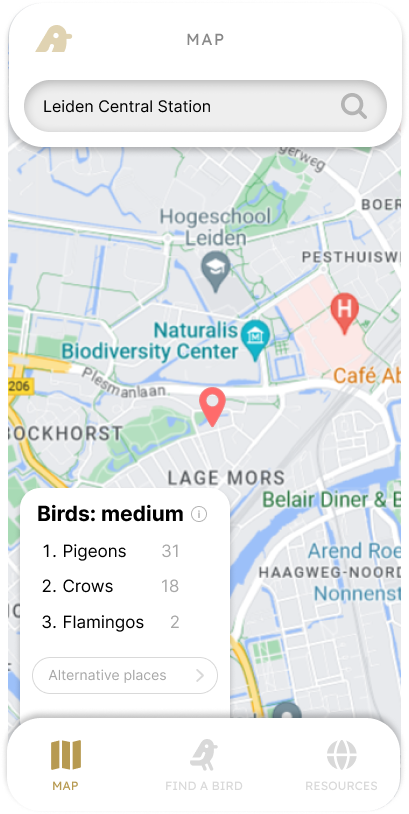 MAP
Leiden Central Station
gerweg
BOER
Hogeschool
Leiden
PESTHUISW
H
Naturalis
Biodiversity Center
Plesmanlaan
Café Ab
206
BOCKHORST
LAGE MORS
Belair Diner & B
Birds: medium
1. Pigeons 31
2. Crows 18
3. Flamingos 2
Arend Roe
HAAGWEG-NOORD
Nonnenst
Alternative places
MAP
FIND A BIRD
RESOURCES